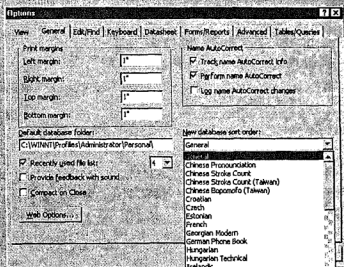 Options
View General Edit/Find Keyboard Datasheet Forms/Reports Advanced Tables/Queries
Print margins
Left margin: 1"
Right margin: 1"
Top margin: 1"
Bottom margin: 1"
Name AutoCorrect
Track name AutoCorrect info
Perform name AutoCorrect
Log name AutoCorrect changes
Default database folder:
C:\WINNT\Profiles\Administrator\Personal\
Recently used file list: 4
Provide feedback with sound
Compact on Close
Web Options...
New database sort order:
General
General
Chinese Pronounciation
Chinese Stroke Count
Chinese Stroke Count (Taiwan)
Chinese Bopomofo (Taiwan)
Croatian
Czech
Estonian
French
Georgian Modern
German Phone Book
Hungarian
Hungarian Technical
Icelandic